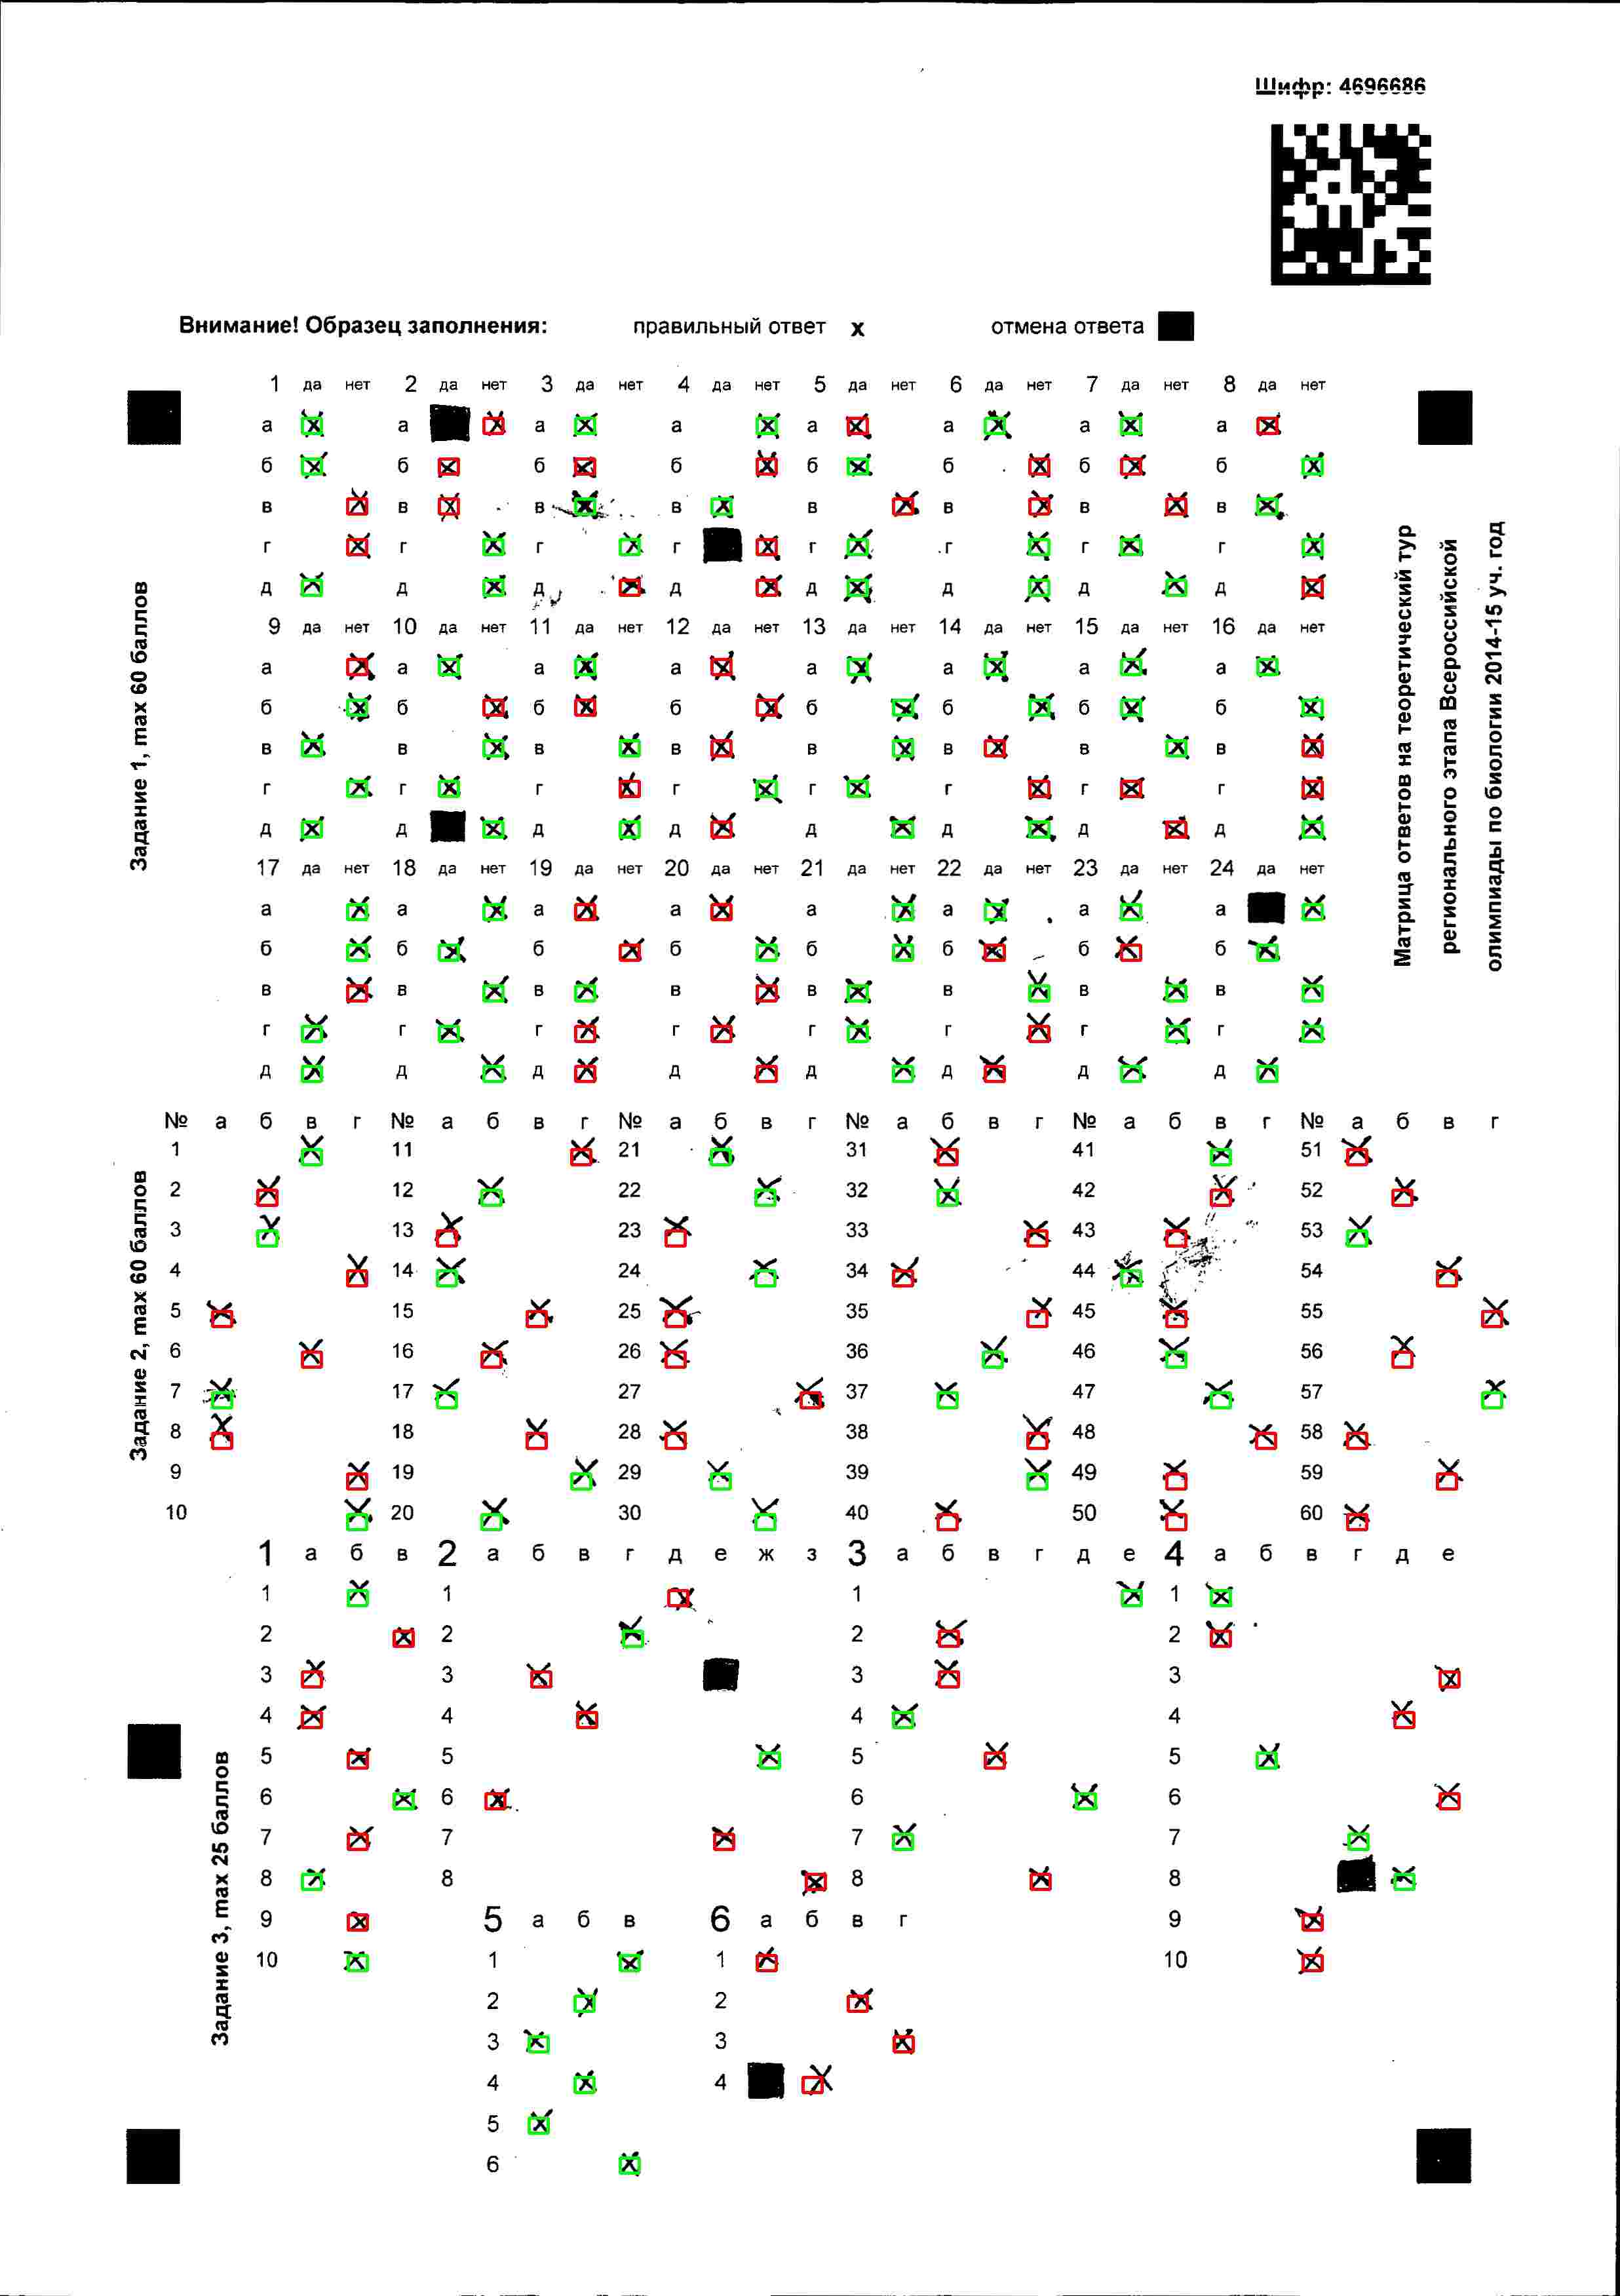 Шифр: 4696686
Внимание! Образец заполнения: правильный ответ х отмена ответа
1 да нет 2 да нет 3 да нет 4 да нет 5 да нет 6 да нет 7 да нет 8 да нет
а а а а а а а а
б б б б б б б б
в в в в в в в в
г г г г г г г г
д д д д д д д д
9 да нет 10 да нет 11 да нет 12 да нет 13 да нет 14 да нет 15 да нет 16 да нет
а а а а а а а а
б б б б б б б б
в в в в в в в в
г г г г г г г г
д д д д д д д д
17 да нет 18 да нет 19 да нет 20 да нет 21 да нет 22 да нет 23 да нет 24 да нет
а а а а а а а а
б б б б б б б б
в в в в в в в в
г г г г г г г г
д д д д д д д д
Задание 1, max 60 баллов
Матрица ответов на теоретический тур
регионального этапа Всероссийской
олимпиады по биологии 2014-15 уч. год
№ а б в г № а б в г № а б в г № а б в г № а б в г № а б в г
1 11 21 31 41 51
2 12 22 32 42 52
3 13 23 33 43 53
4 14 24 34 44 54
5 15 25 35 45 55
6 16 26 36 46 56
7 17 27 37 47 57
8 18 28 38 48 58
9 19 29 39 49 59
10 20 30 40 50 60
Задание 2, max 60 баллов
1 а б в 2 а б в г д е ж з 3 а б в г д е 4 а б в г д е
1 1 1 1
2 2 2 2
3 3 3 3
4 4 4 4
5 5 5 5
6 6 6 6
7 7 7 7
8 8 8 8
9 5 а б в 6 а б в г 9
10 1 1 10
2 2
3 3
4 4
5
6
Задание 3, max 25 баллов